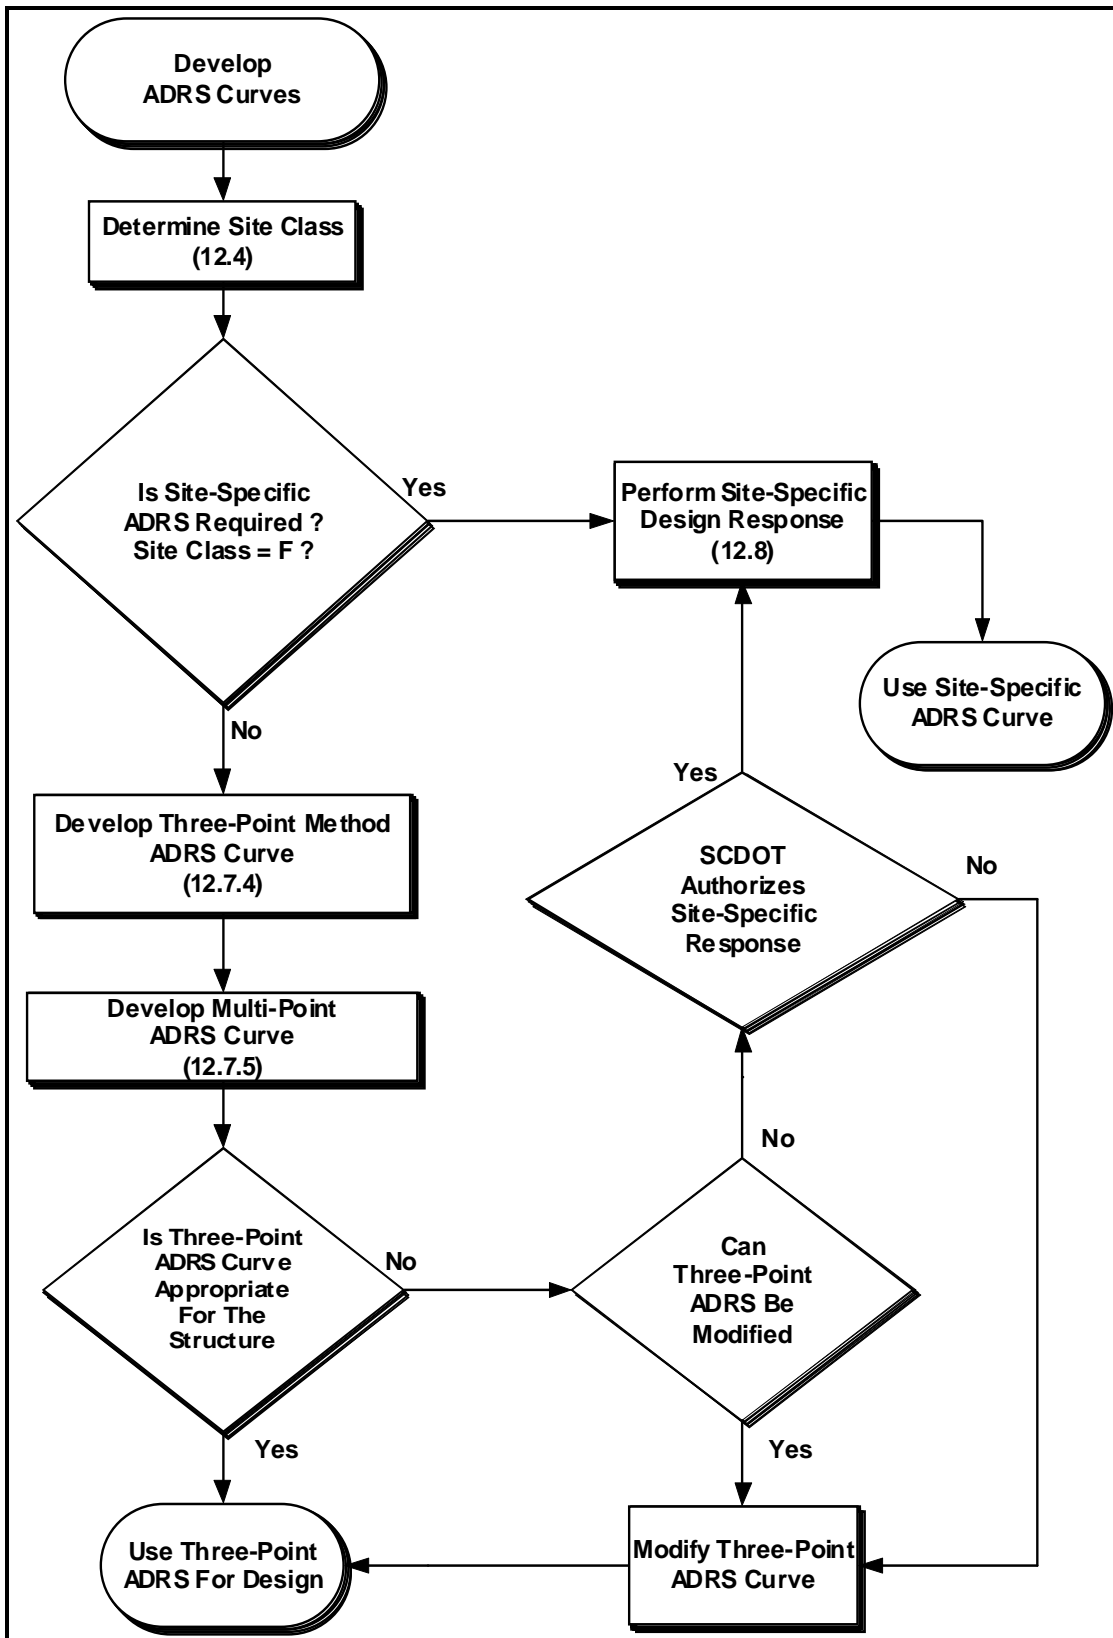 Develop
ADRS Curves
Determine Site Class
(12.4)
Is Site-Specific
ADRS Required ?
Site Class = F ?
Yes
Perform Site-Specific
Design Response
(12.8)
Use Site-Specific
ADRS Curve
No
Develop Three-Point Method
ADRS Curve
(12.7.4)
Yes
SCDOT
Authorizes
Site-Specific
Response
No
Develop Multi-Point
ADRS Curve
(12.7.5)
No
Is Three-Point
ADRS Curve
Appropriate
For The
Structure
No
Can
Three-Point
ADRS Be
Modified
Yes
Yes
Use Three-Point
ADRS For Design
Modify Three-Point
ADRS Curve